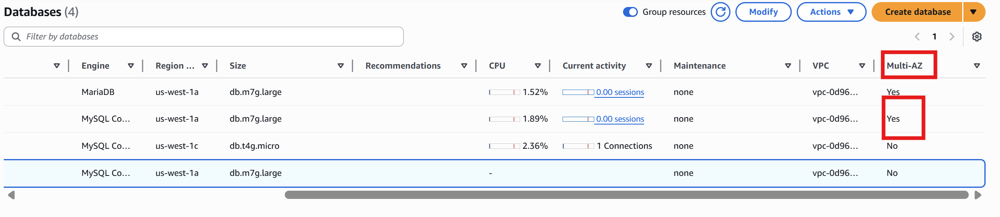 Databases (4)
Group resources
Modify
Actions
Create database
Filter by databases
1
Engine Region ... Size Recommendations CPU Current activity Maintenance VPC Multi-AZ
MariaDB us-west-1a db.m7g.large 1.52% 0.00 sessions none vpc-0d96... Yes
MySQL Co... us-west-1a db.m7g.large 1.89% 0.00 sessions none vpc-0d96... Yes
MySQL Co... us-west-1c db.t4g.micro 2.36% 1 Connections none vpc-0d96... No
MySQL Co... us-west-1a db.m7g.large - none vpc-0d96... No